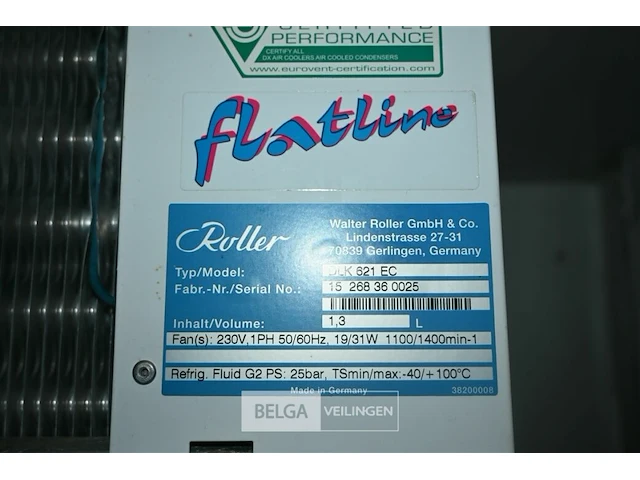 PERFORMANCE
CERTIFY ALL
DX AIR COOLERS AIR COOLED CONDENSERS
www.eurovent-certification.com
flatline
Roller
Walter Roller GmbH & Co.
Lindenstrasse 27-31
70839 Gerlingen, Germany
Typ/Model: DLK 621 EC
Fabr.-Nr./Serial No.: 15 268 36 0025
Inhalt/Volume: 1,3 L
Fan(s): 230V,1PH 50/60Hz, 19/31W 1100/1400min-1
Refrig. Fluid G2 PS: 25bar, TSmin/max:-40/+100°C
Made in Germany 38200008
BELGA VEILINGEN